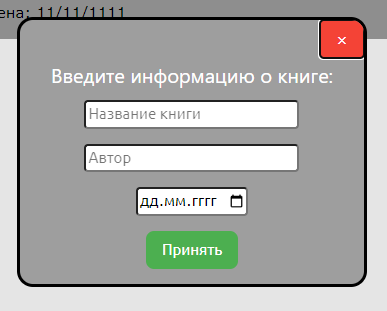 ена: 11/11/1111
×
Введите информацию о книге:
Название книги
Автор
дд.мм.гггг
Принять